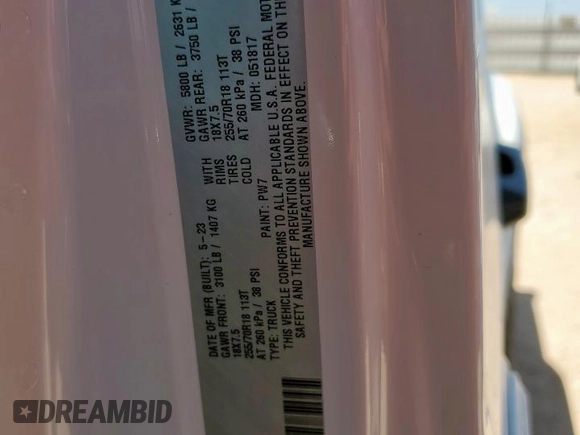 DATE OF MFR (BUILT): 5-23 GVWR: 5800 LB / 2631 K
GAWR FRONT: 3100 LB / 1407 KG WITH GAWR REAR: 3750 LB /
18X7.5 RIMS 18X7.5
255/70R18 113T TIRES 255/70R18 113T
AT 260 kPa / 38 PSI COLD AT 260 kPa / 38 PSI
TYPE: TRUCK PAINT: PW7 MDH: 051817
THIS VEHICLE CONFORMS TO ALL APPLICABLE U.S.A. FEDERAL MOT
SAFETY AND THEFT PREVENTION STANDARDS IN EFFECT ON TH
MANUFACTURE SHOWN ABOVE.
DREAMBID